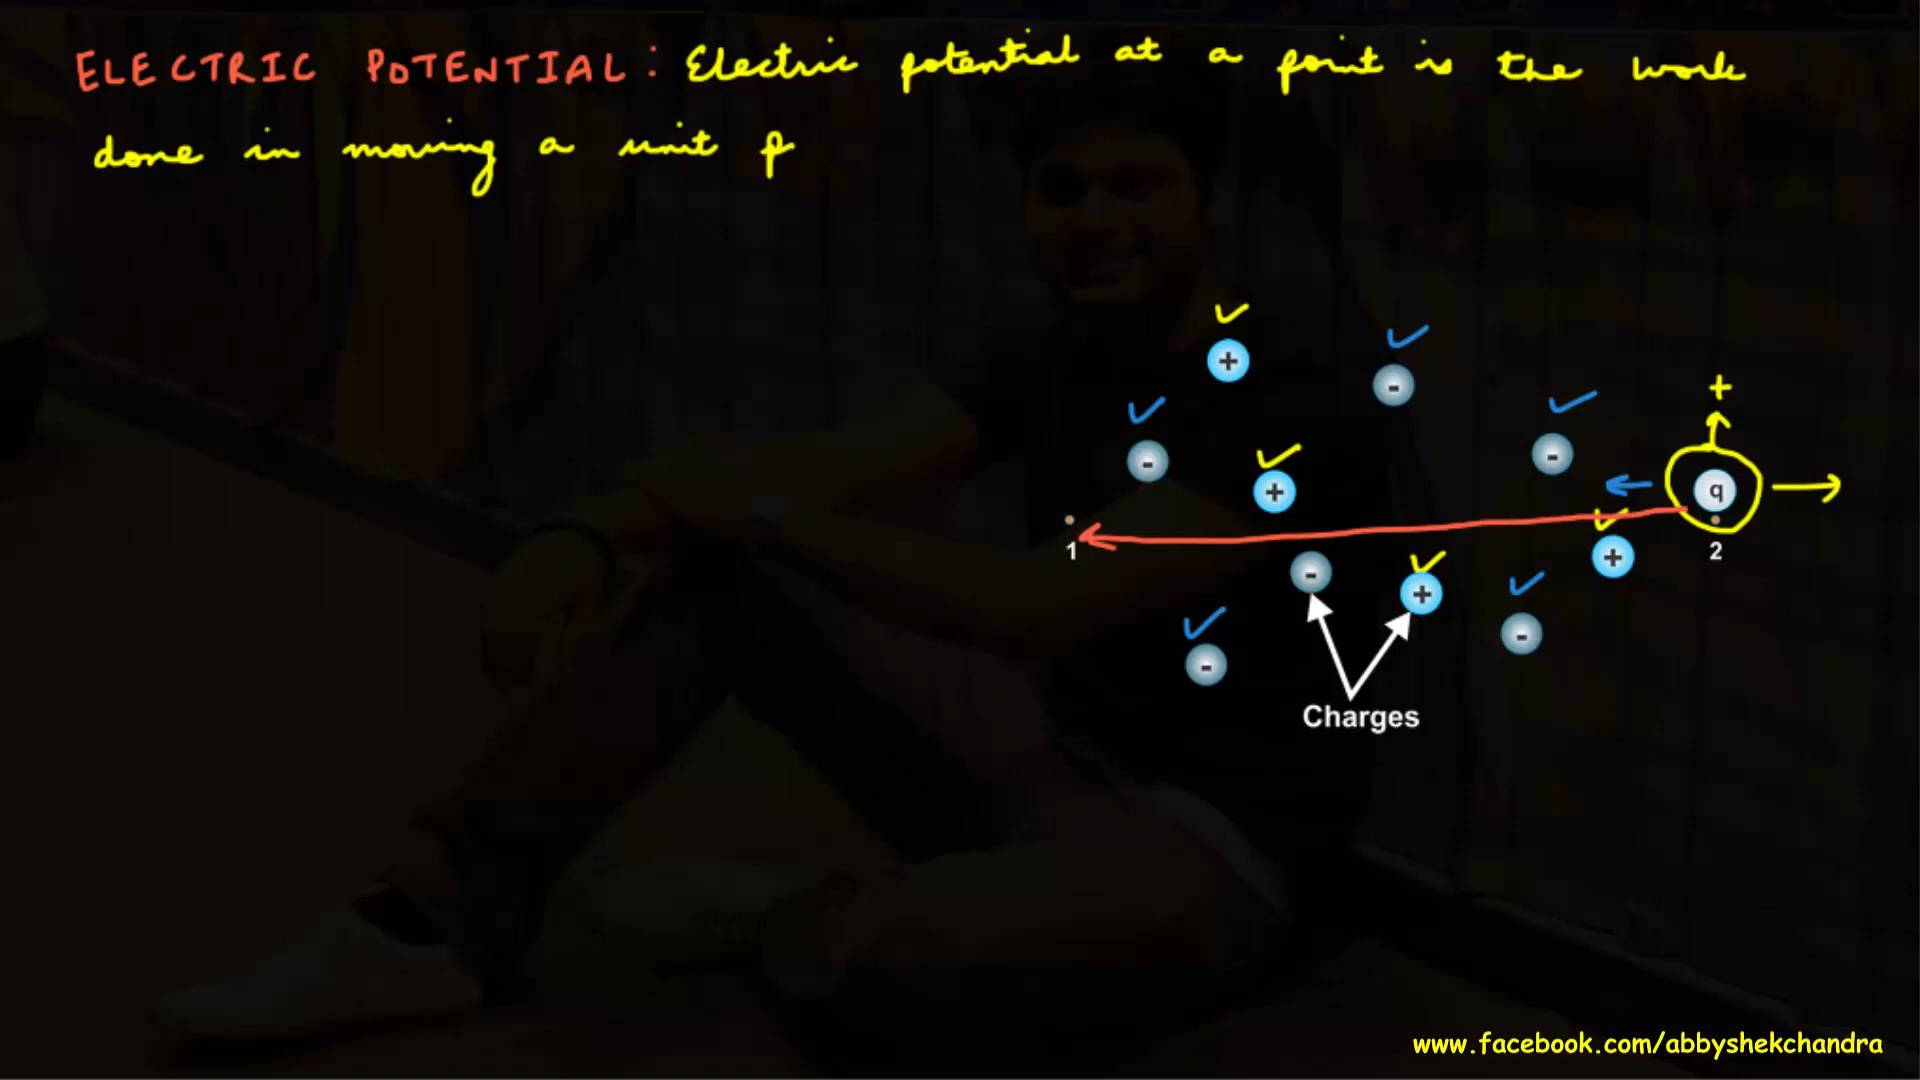 ELECTRIC POTENTIAL: Electric potential at a point is the work
done in moving a unit p
+
+
-
-
-
q
+
1
2
+
-
+
-
-
Charges
www.facebook.com/abbyshekchandra